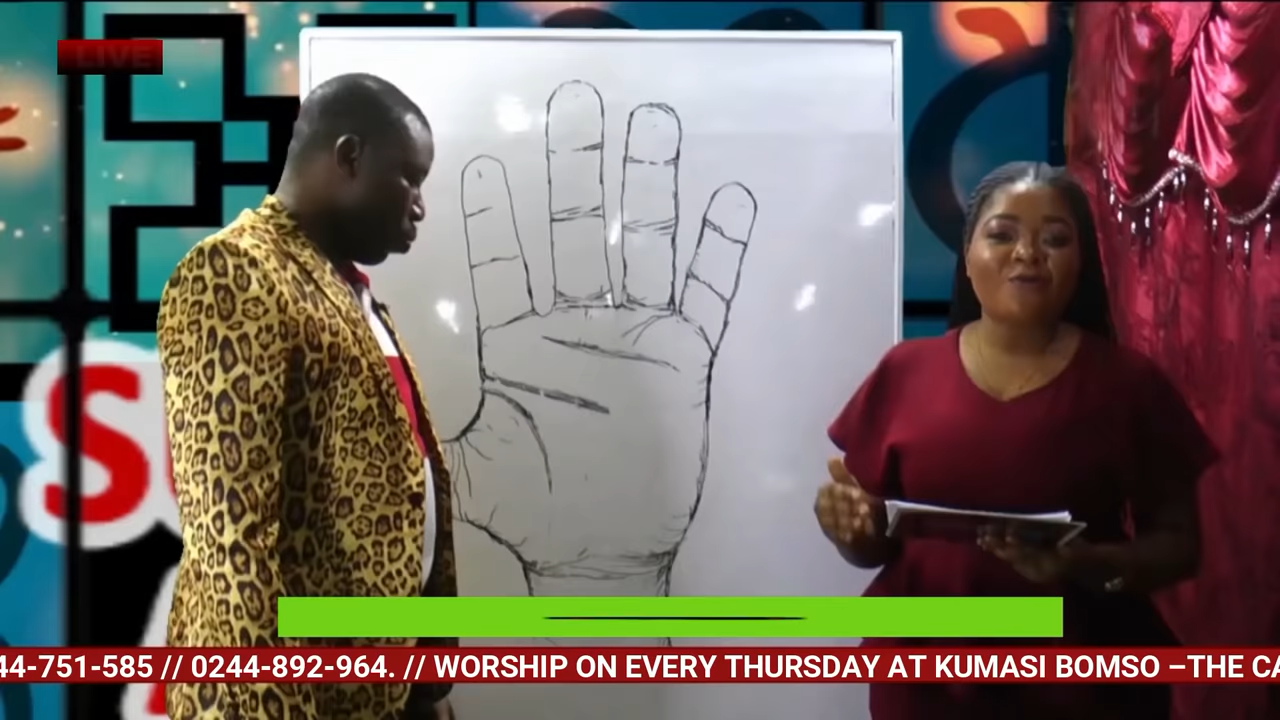 LIVE
S
44-751-585 // 0244-892-964. // WORSHIP ON EVERY THURSDAY AT KUMASI BOMSO –THE CA